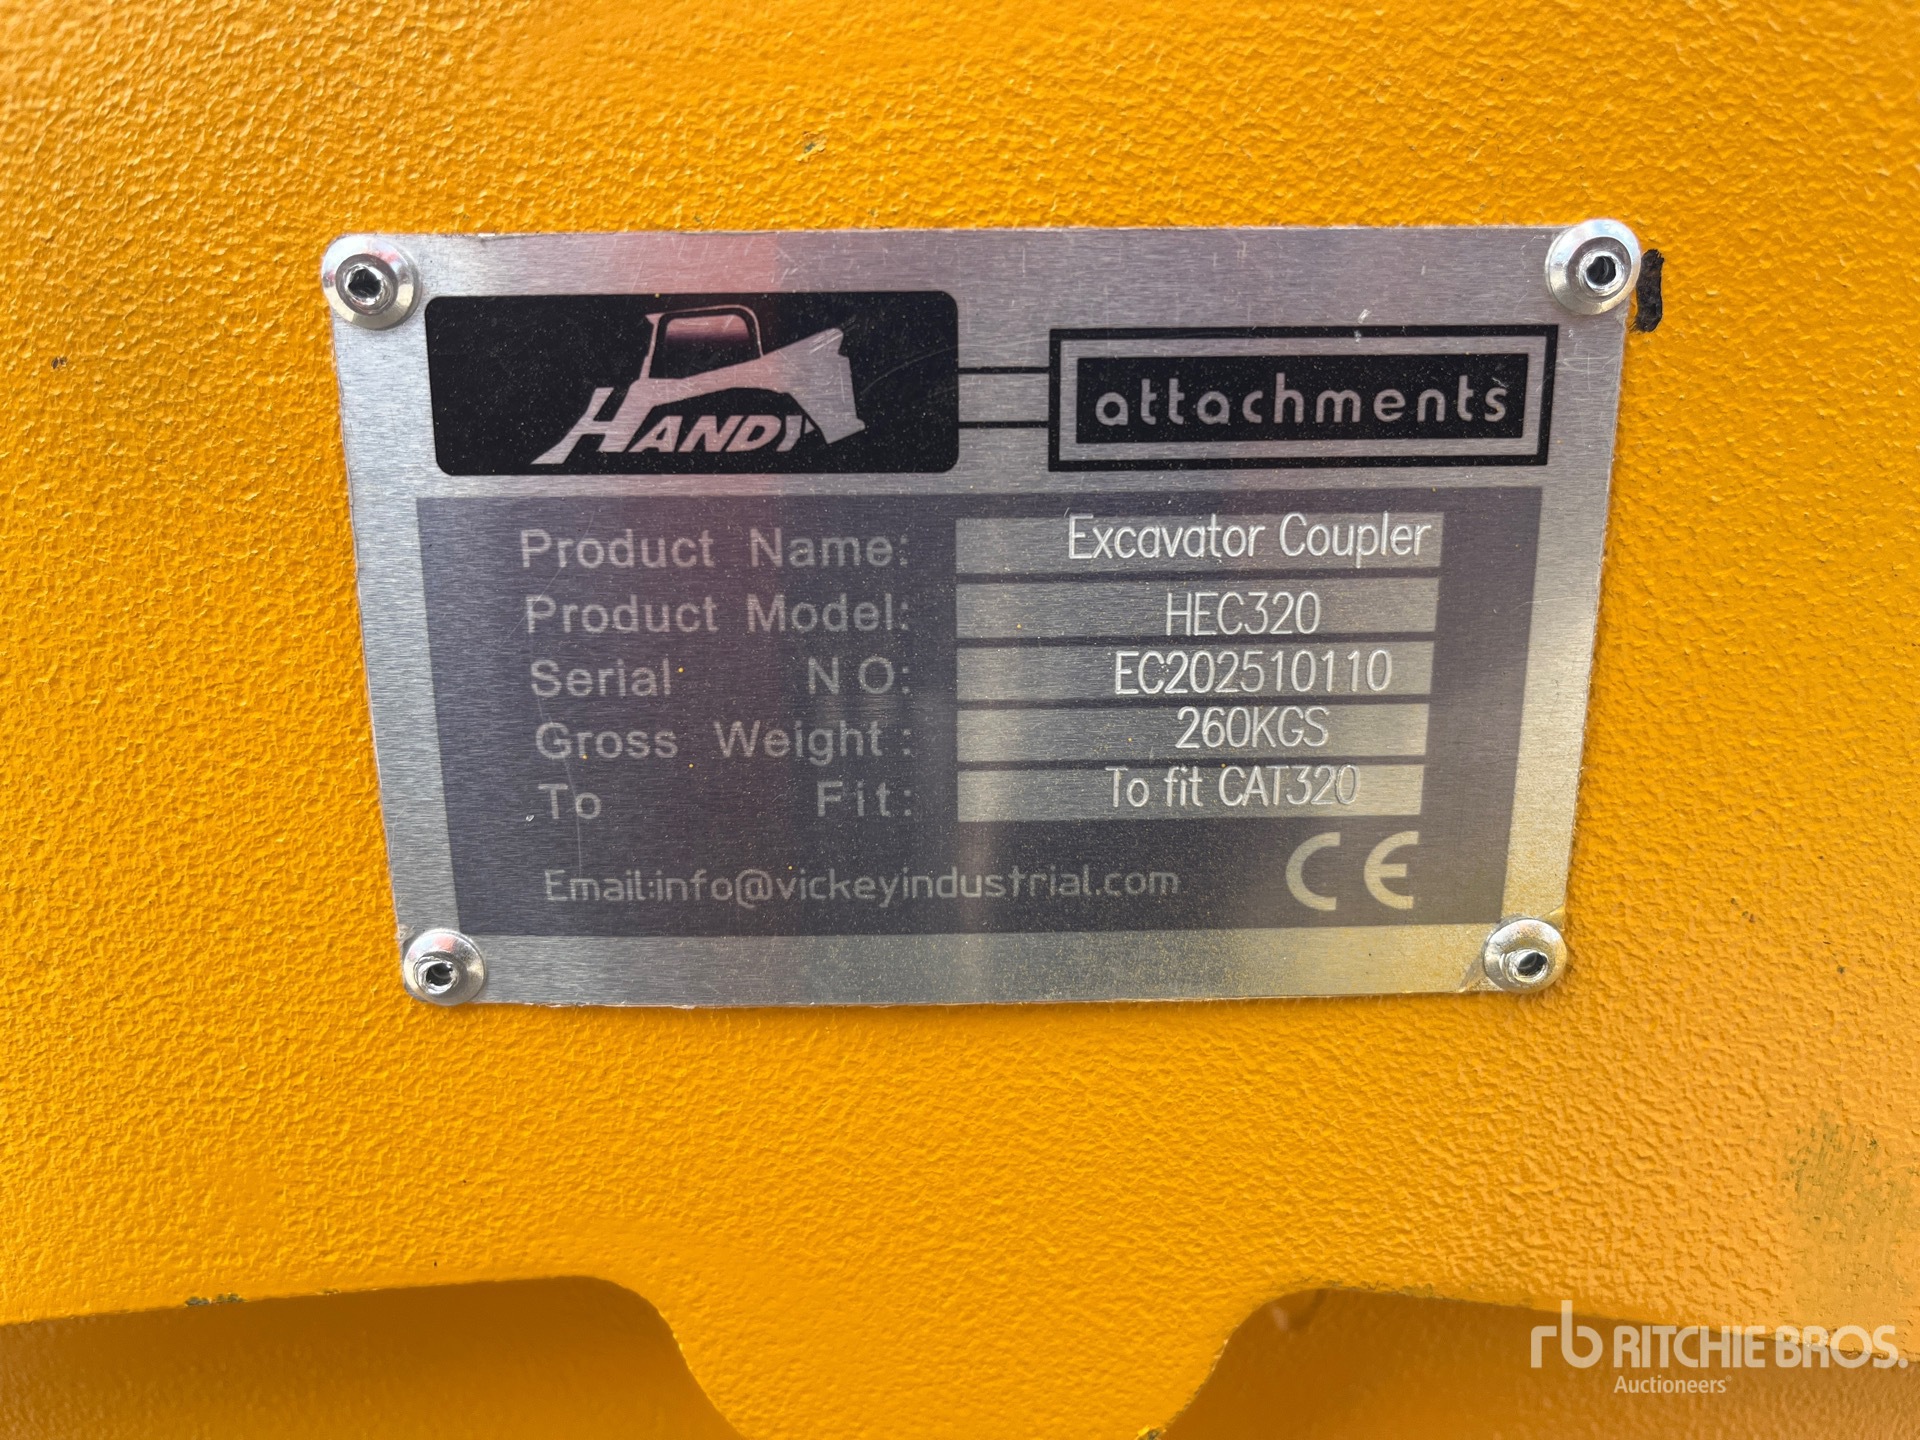 HANDY
attachments
Product Name: Excavator Coupler
Product Model: HEC320
Serial NO: EC202510110
Gross Weight: 260KGS
To Fit: To fit CAT320
Email:info@vickeyindustrial.com CE
rb RITCHIE BROS.
Auctioneers